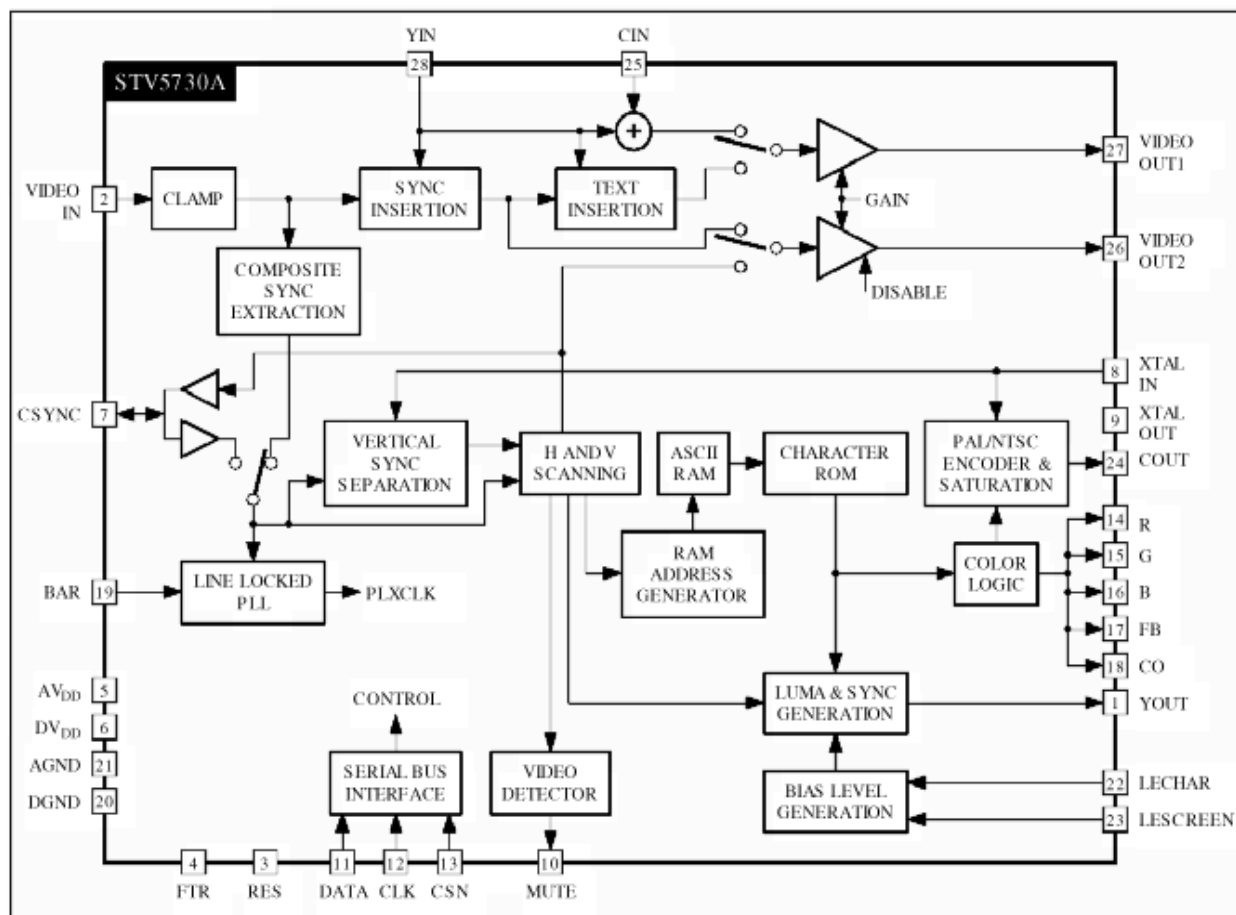 YIN
CIN
28
25
STV5730A
+
27
VIDEO
OUT1
VIDEO
IN
2
CLAMP
SYNC
INSERTION
TEXT
INSERTION
GAIN
26
VIDEO
OUT2
COMPOSITE
SYNC
EXTRACTION
DISABLE
8
XTAL
IN
CSYNC
7
9
XTAL
OUT
VERTICAL
SYNC
SEPARATION
H AND V
SCANNING
ASCII
RAM
CHARACTER
ROM
PAL/NTSC
ENCODER &
SATURATION
24
COUT
14
R
15
G
BAR
19
LINE LOCKED
PLL
PLXCLK
RAM
ADDRESS
GENERATOR
COLOR
LOGIC
16
B
17
FB
18
CO
AVDD
5
CONTROL
LUMA & SYNC
GENERATION
1
YOUT
DVDD
6
AGND
21
SERIAL BUS
INTERFACE
VIDEO
DETECTOR
BIAS LEVEL
GENERATION
22
LECHAR
DGND
20
23
LESCREEN
4
3
11
12
13
10
FTR
RES
DATA
CLK
CSN
MUTE